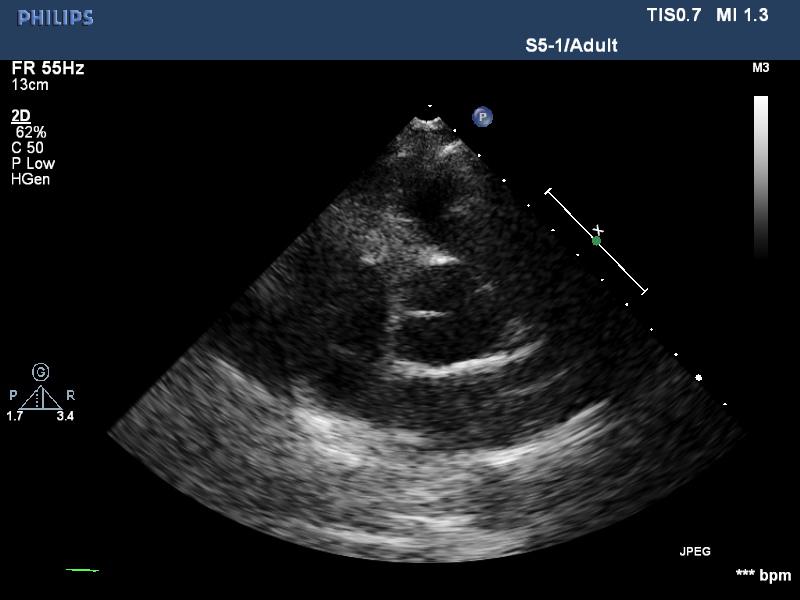 PHILIPS
TIS0.7 MI 1.3
S5-1/Adult
FR 55Hz
13cm
M3
2D
62%
C 50
P Low
HGen
P
G
P R
1.7 3.4
JPEG
*** bpm